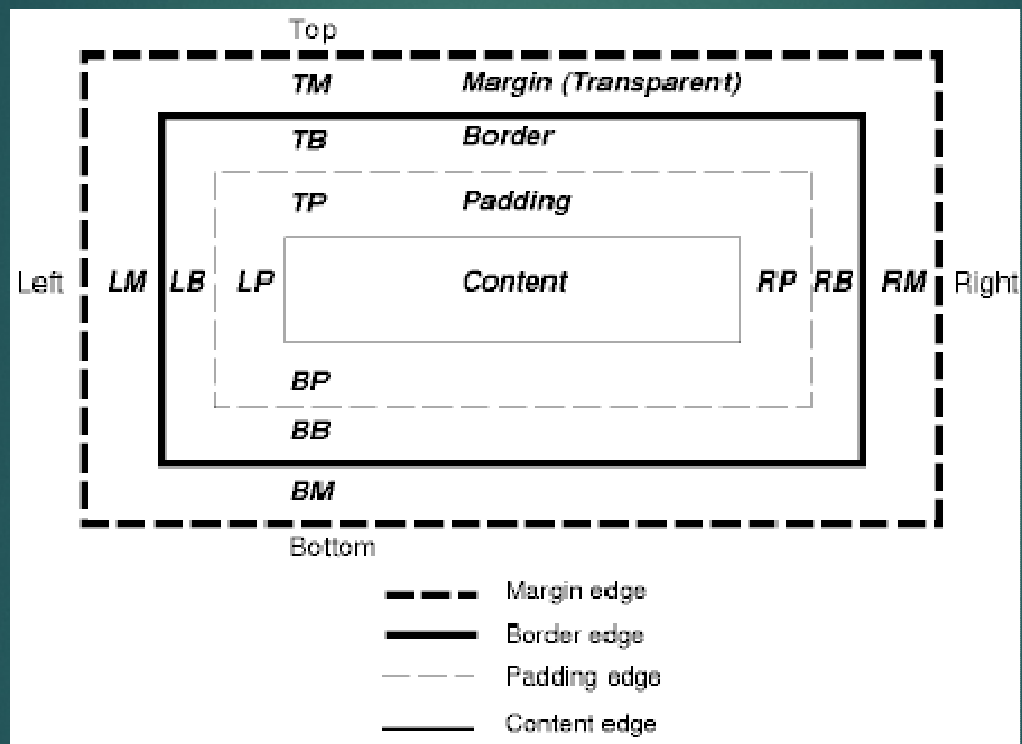 Top
TM Margin (Transparent)
TB Border
TP Padding
Left LM LB LP Content RP RB RM Right
BP
BB
BM
Bottom
Margin edge
Border edge
Padding edge
Content edge